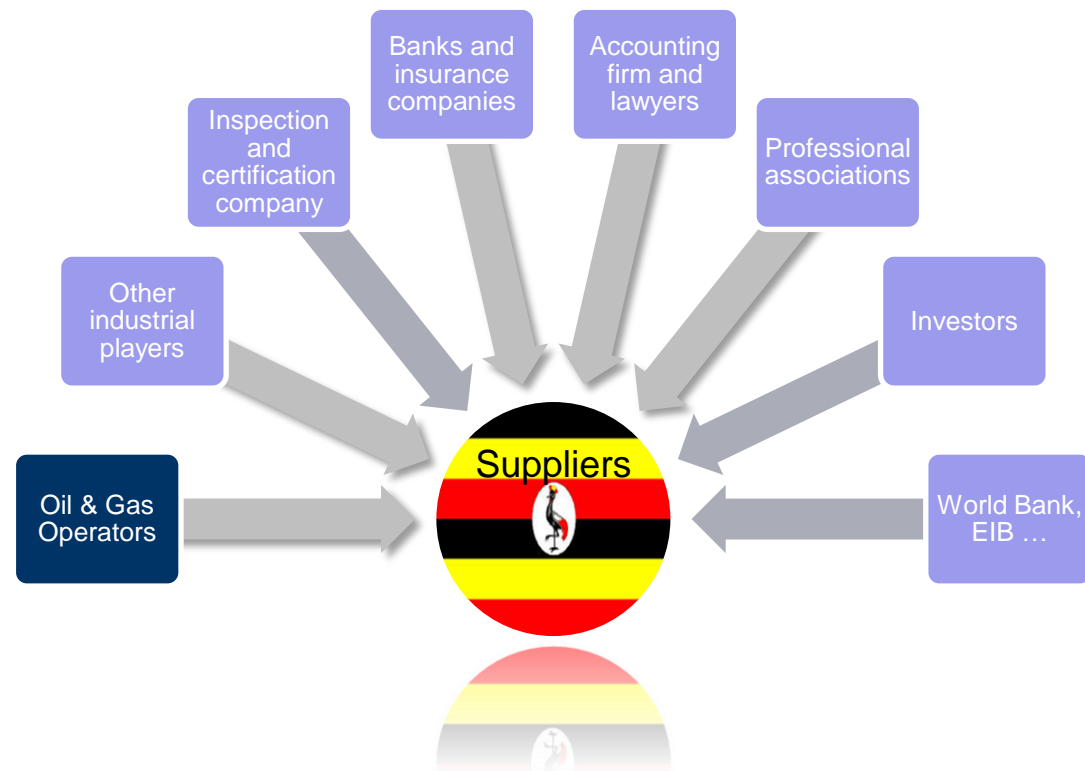 Banks and
insurance
companies
Accounting
firm and
lawyers
Inspection
and
certification
company
Professional
associations
Other
industrial
players
Investors
Suppliers
Oil & Gas
Operators
World Bank,
EIB …